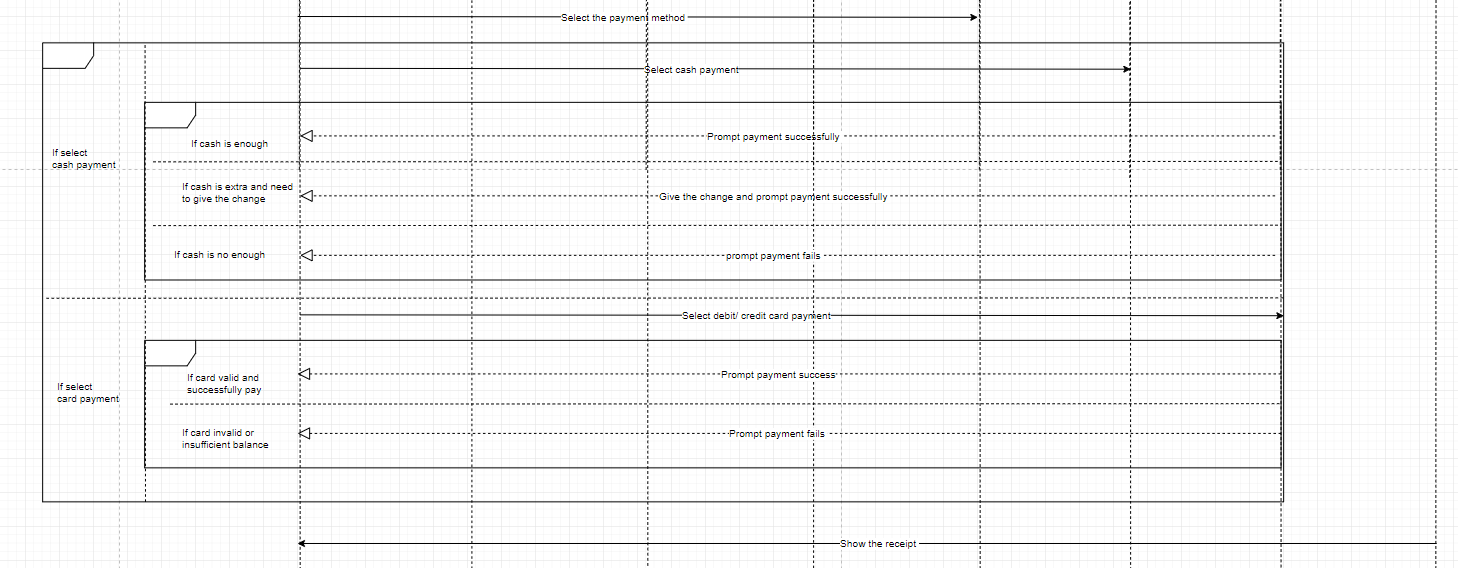 Select the payment method
Select cash payment
If select
cash payment
If cash is enough
Prompt payment successfully
If cash is extra and need
to give the change
Give the change and prompt payment successfully
If cash is no enough
prompt payment fails
Select debit/ credit card payment
If select
card payment
If card valid and
successfully pay
Prompt payment success
If card invalid or
insufficient balance
Prompt payment fails
Show the receipt